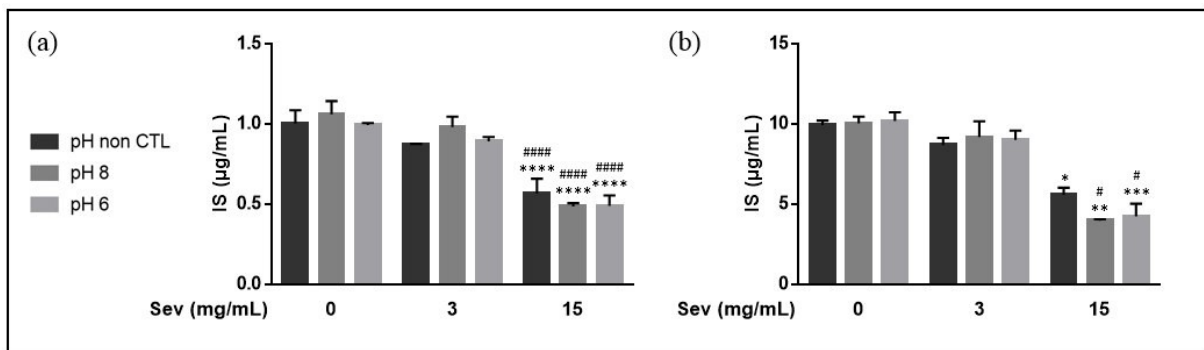 (a)
pH non CTL
pH 8
pH 6
IS (µg/mL)
1.5
1.0
0.5
0.0
####
****
####
****
####
****
Sev (mg/mL)
0
3
15
(b)
IS (µg/mL)
15
10
5
0
*
#
**
#
***
Sev (mg/mL)
0
3
15